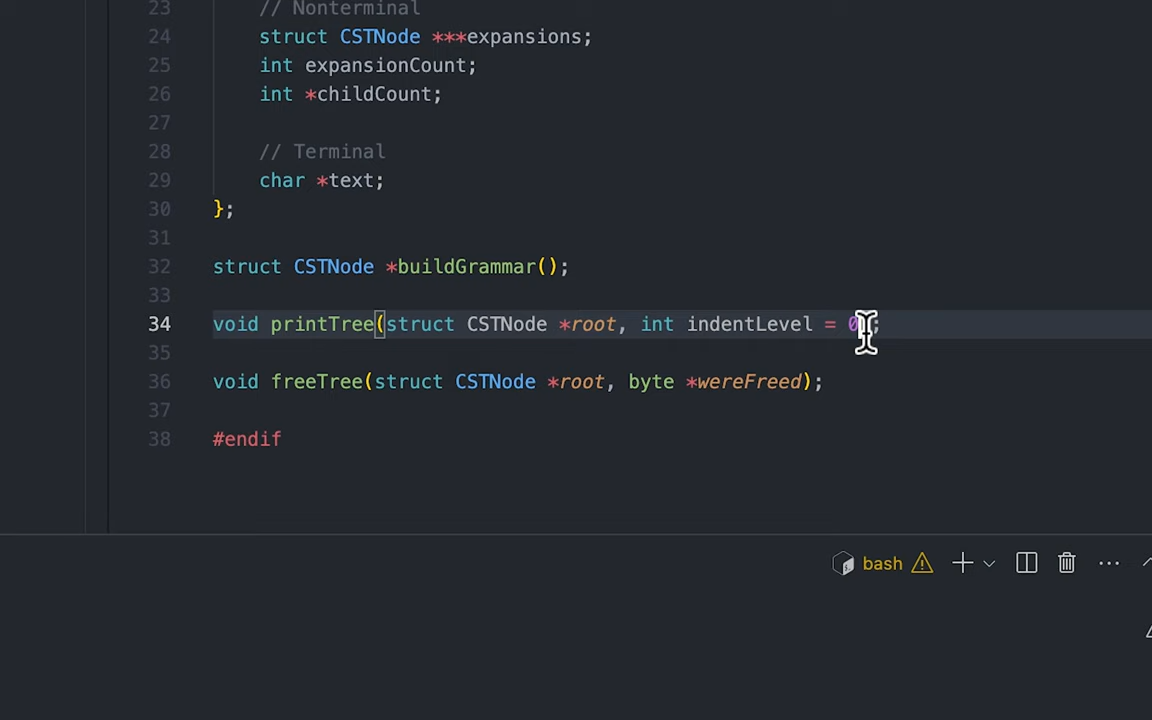 23 // Nonterminal
24 struct CSTNode ***expansions;
25 int expansionCount;
26 int *childCount;
27
28 // Terminal
29 char *text;
30 };
31
32 struct CSTNode *buildGrammar();
33
34 void printTree(struct CSTNode *root, int indentLevel = 0);
35
36 void freeTree(struct CSTNode *root, byte *wereFreed);
37
38 #endif
bash